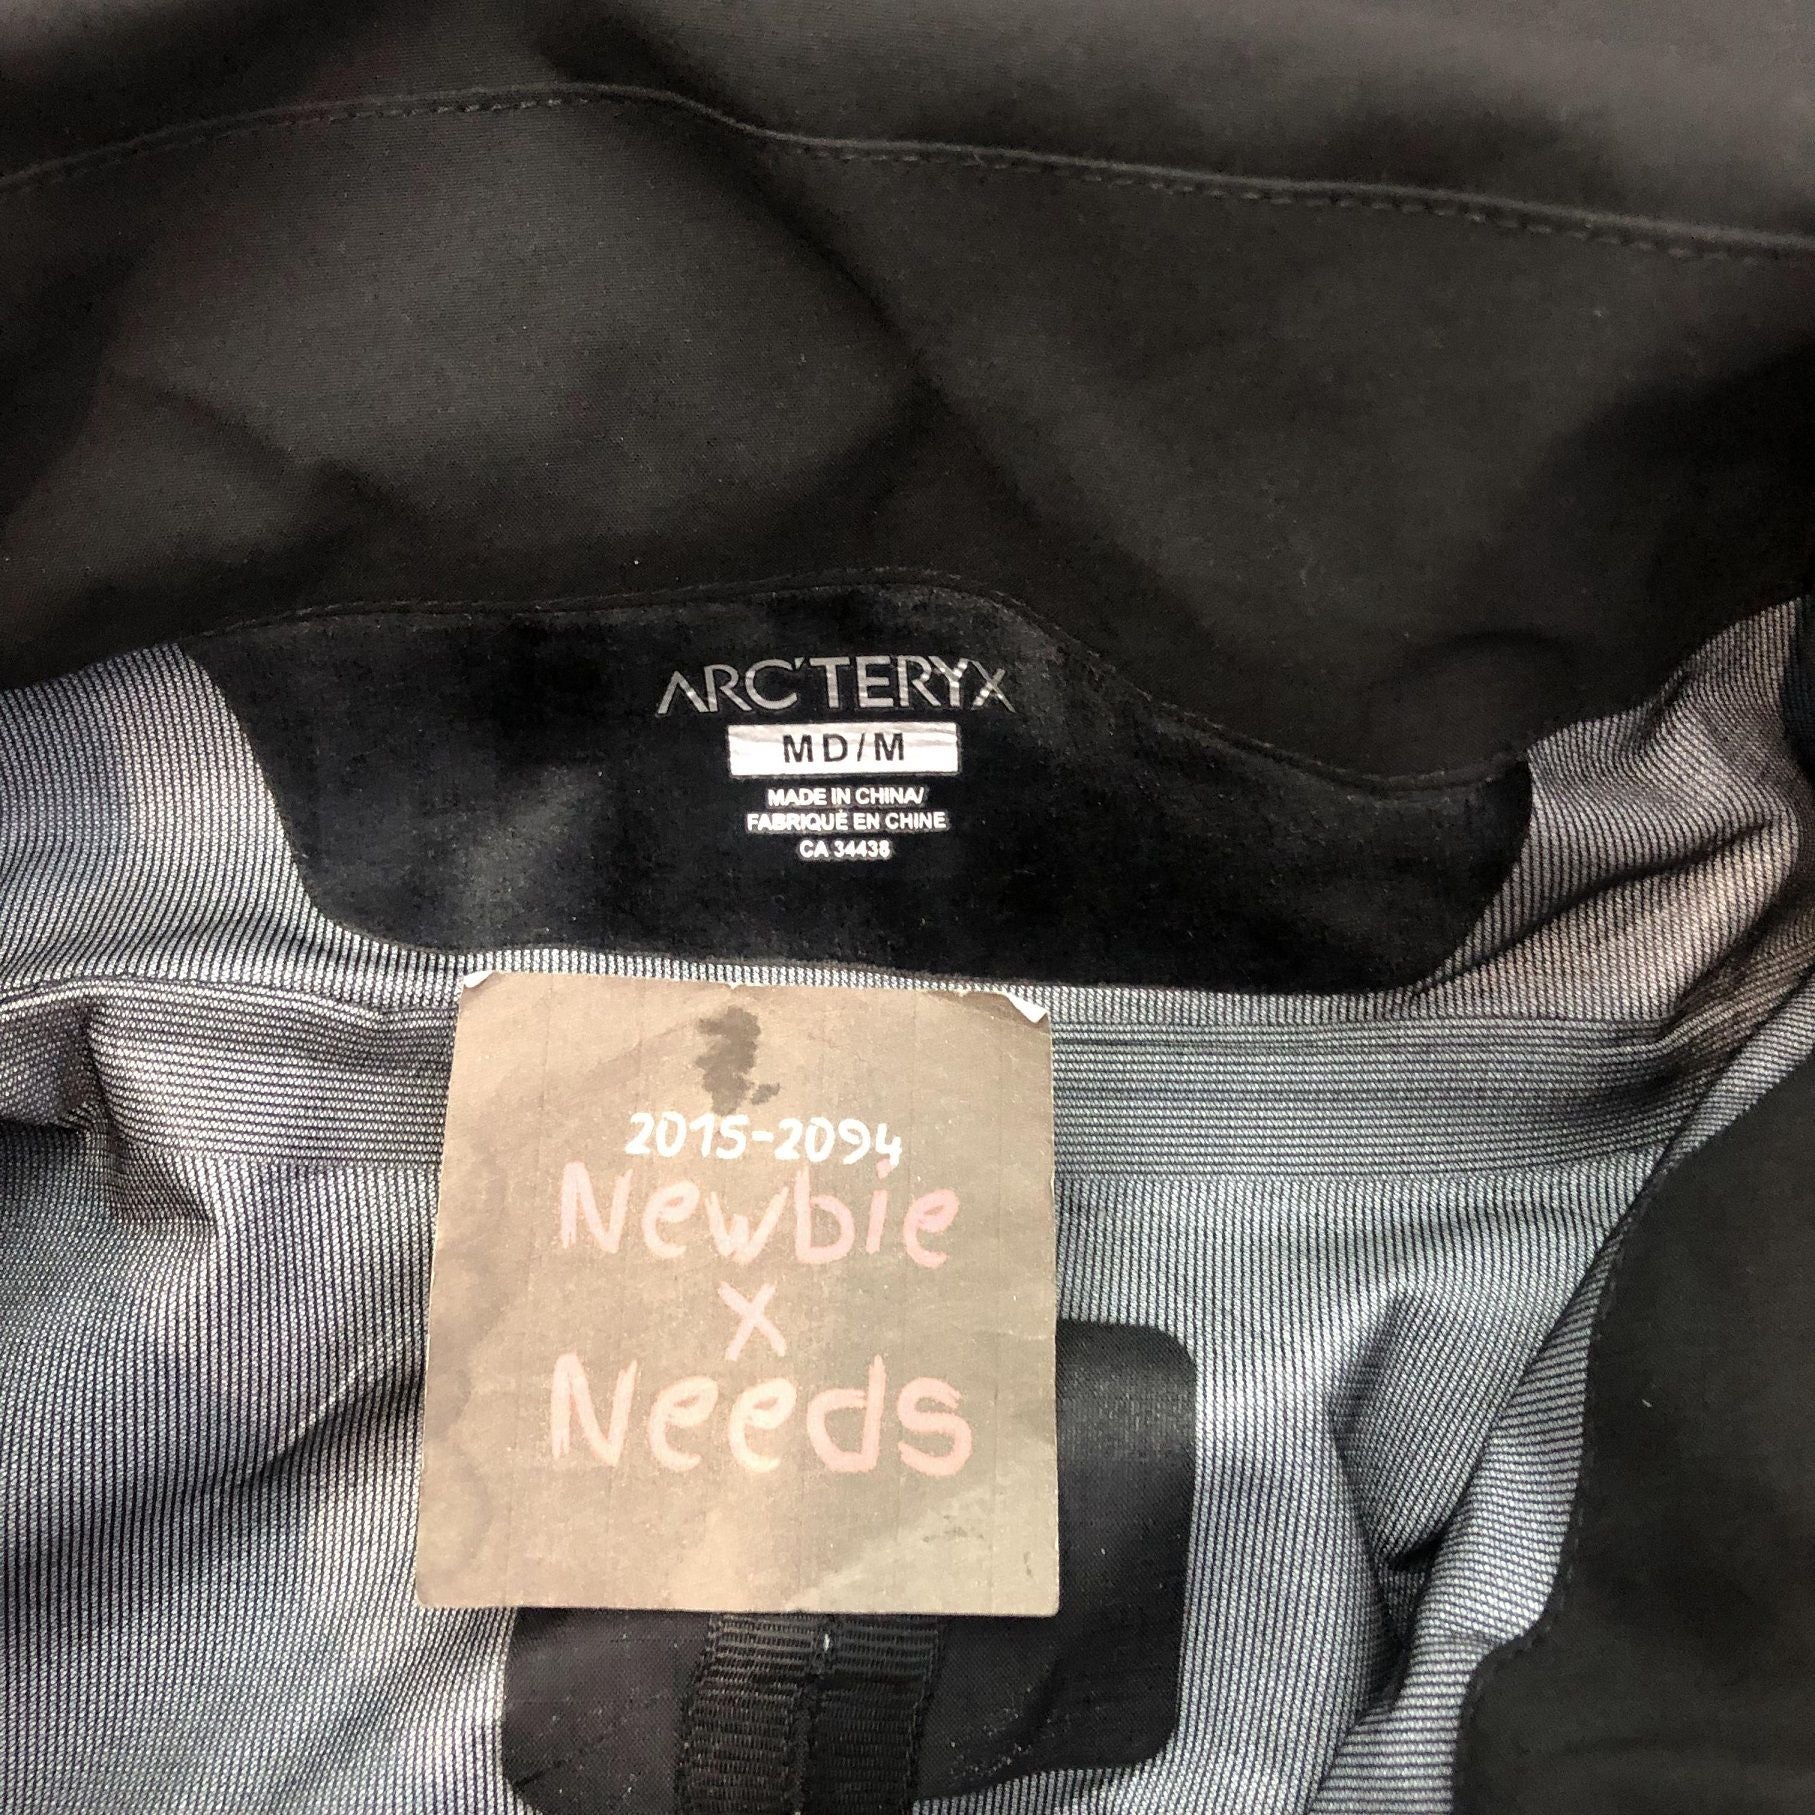 ARC'TERYX
MD/M
MADE IN CHINA/
FABRIQUÉ EN CHINE
CA 34438
2015-2094
Newbie
x
Needs